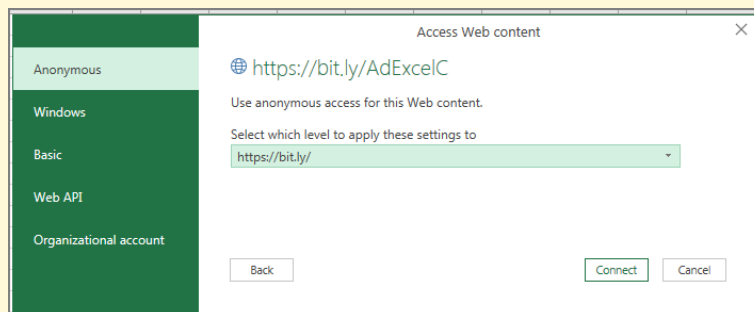 Access Web content
Anonymous
Windows
Basic
Web API
Organizational account
https://bit.ly/AdExcelC
Use anonymous access for this Web content.
Select which level to apply these settings to
https://bit.ly/
Back
Connect
Cancel